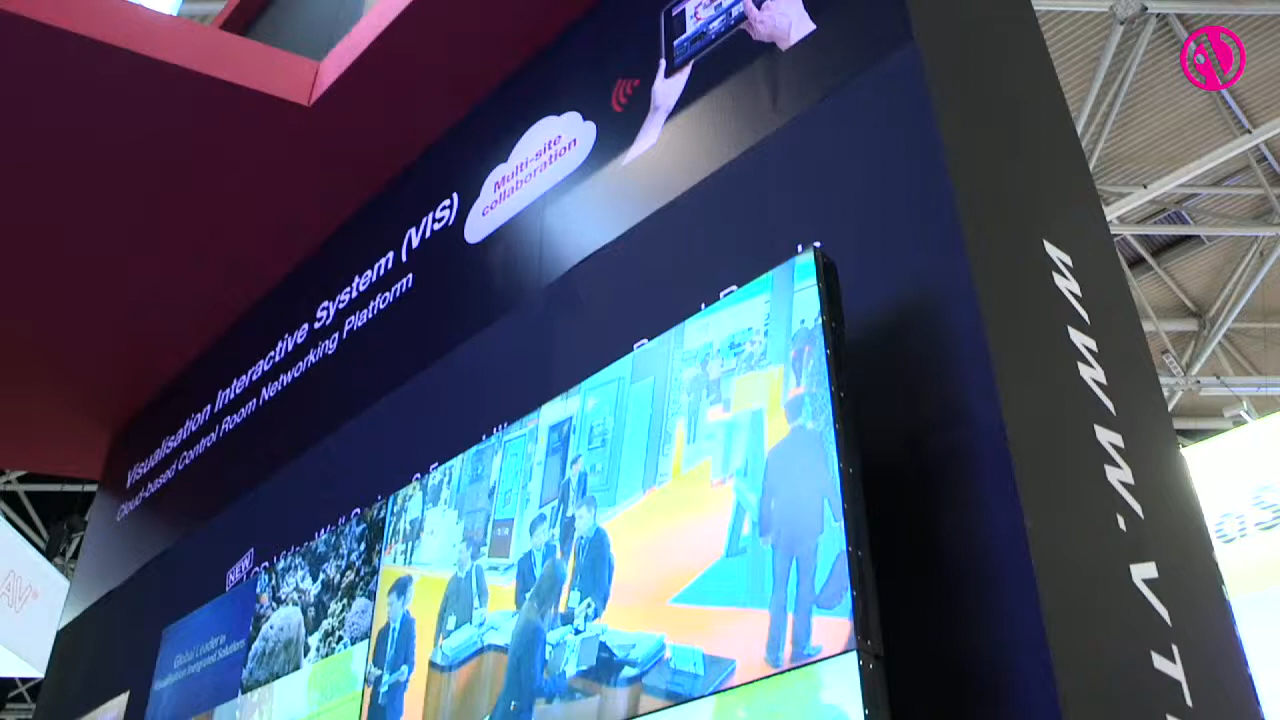 Multi-site
collaboration
Visualisation Interactive System (VIS)
Cloud-based Control Room Networking Platform
NEW
Global Leader in
Visualisation Integrated Solutions
AV
WWW.VT